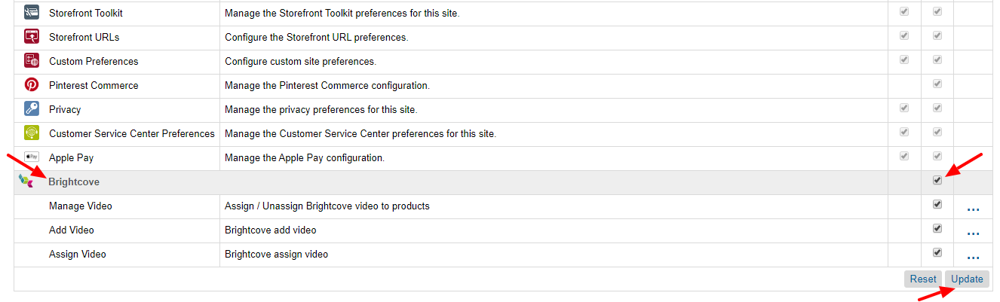 Storefront Toolkit Manage the Storefront Toolkit preferences for this site.
Storefront URLs Configure the Storefront URL preferences.
Custom Preferences Configure custom site preferences.
Pinterest Commerce Manage the Pinterest Commerce configuration.
Privacy Manage the privacy preferences for this site.
Customer Service Center Preferences Manage the Customer Service Center preferences for this site.
Pay Apple Pay Manage the Apple Pay configuration.
Brightcove
Manage Video Assign / Unassign Brightcove video to products ...
Add Video Brightcove add video ...
Assign Video Brightcove assign video ...
Reset Update